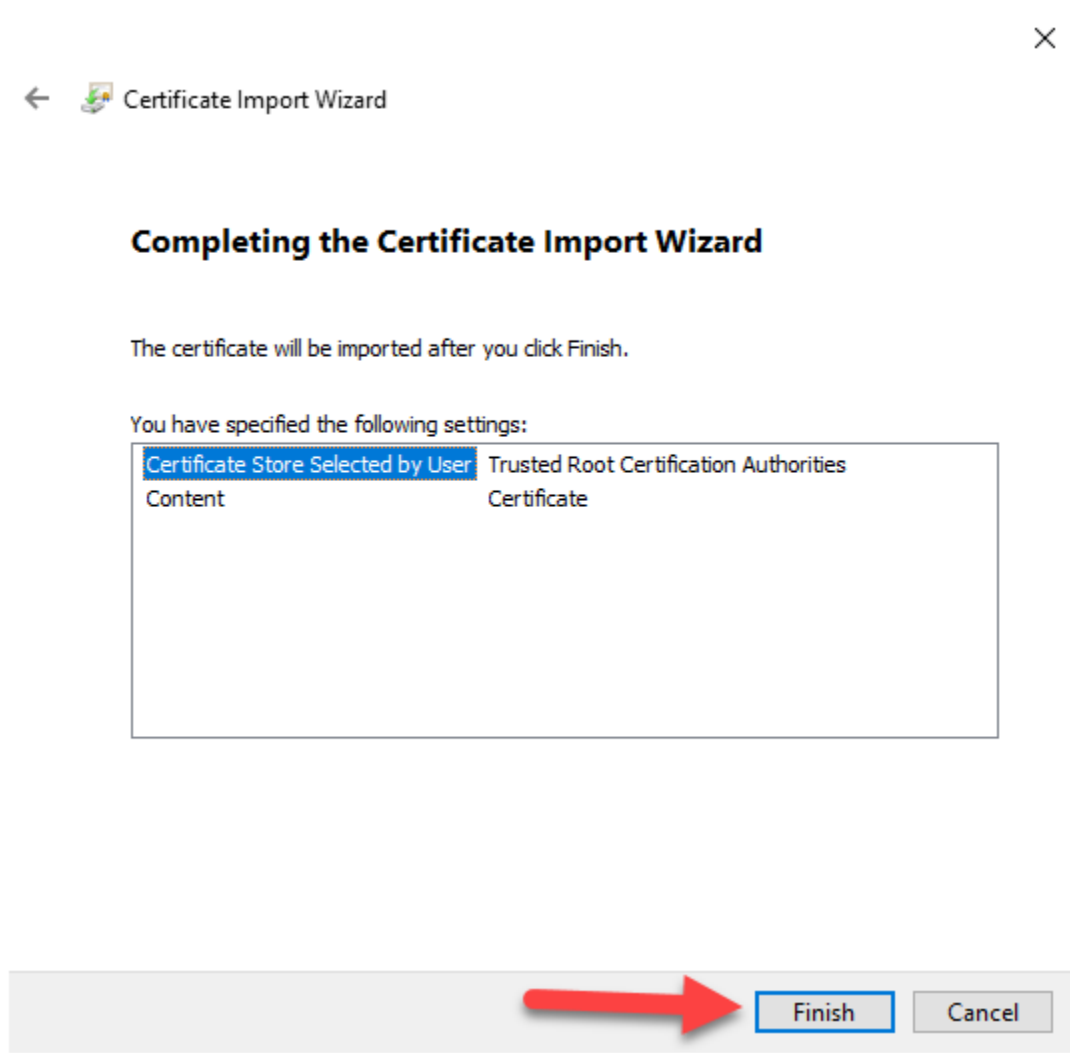 Certificate Import Wizard
Completing the Certificate Import Wizard
The certificate will be imported after you click Finish.
You have specified the following settings:
Certificate Store Selected by User Trusted Root Certification Authorities
Content Certificate
Finish Cancel